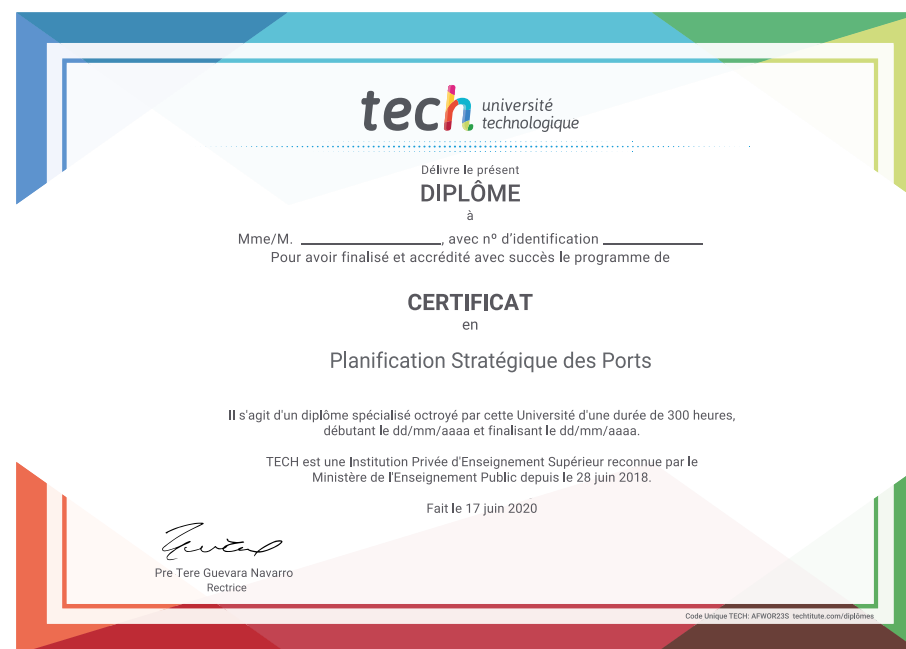 tech université
technologique
Délivre le présent
DIPLÔME
à
Mme/M. ____________________, avec nº d'identification ______________
Pour avoir finalisé et accrédité avec succès le programme de
CERTIFICAT
en
Planification Stratégique des Ports
Il s'agit d'un diplôme spécialisé octroyé par cette Université d'une durée de 300 heures,
débutant le dd/mm/aaaa et finalisant le dd/mm/aaaa.
TECH est une Institution Privée d'Enseignement Supérieur reconnue par le
Ministère de l'Enseignement Public depuis le 28 juin 2018.
Fait le 17 juin 2020
Pre Tere Guevara Navarro
Rectrice
Code Unique TECH: AFWOR23S techtitute.com/diplômes